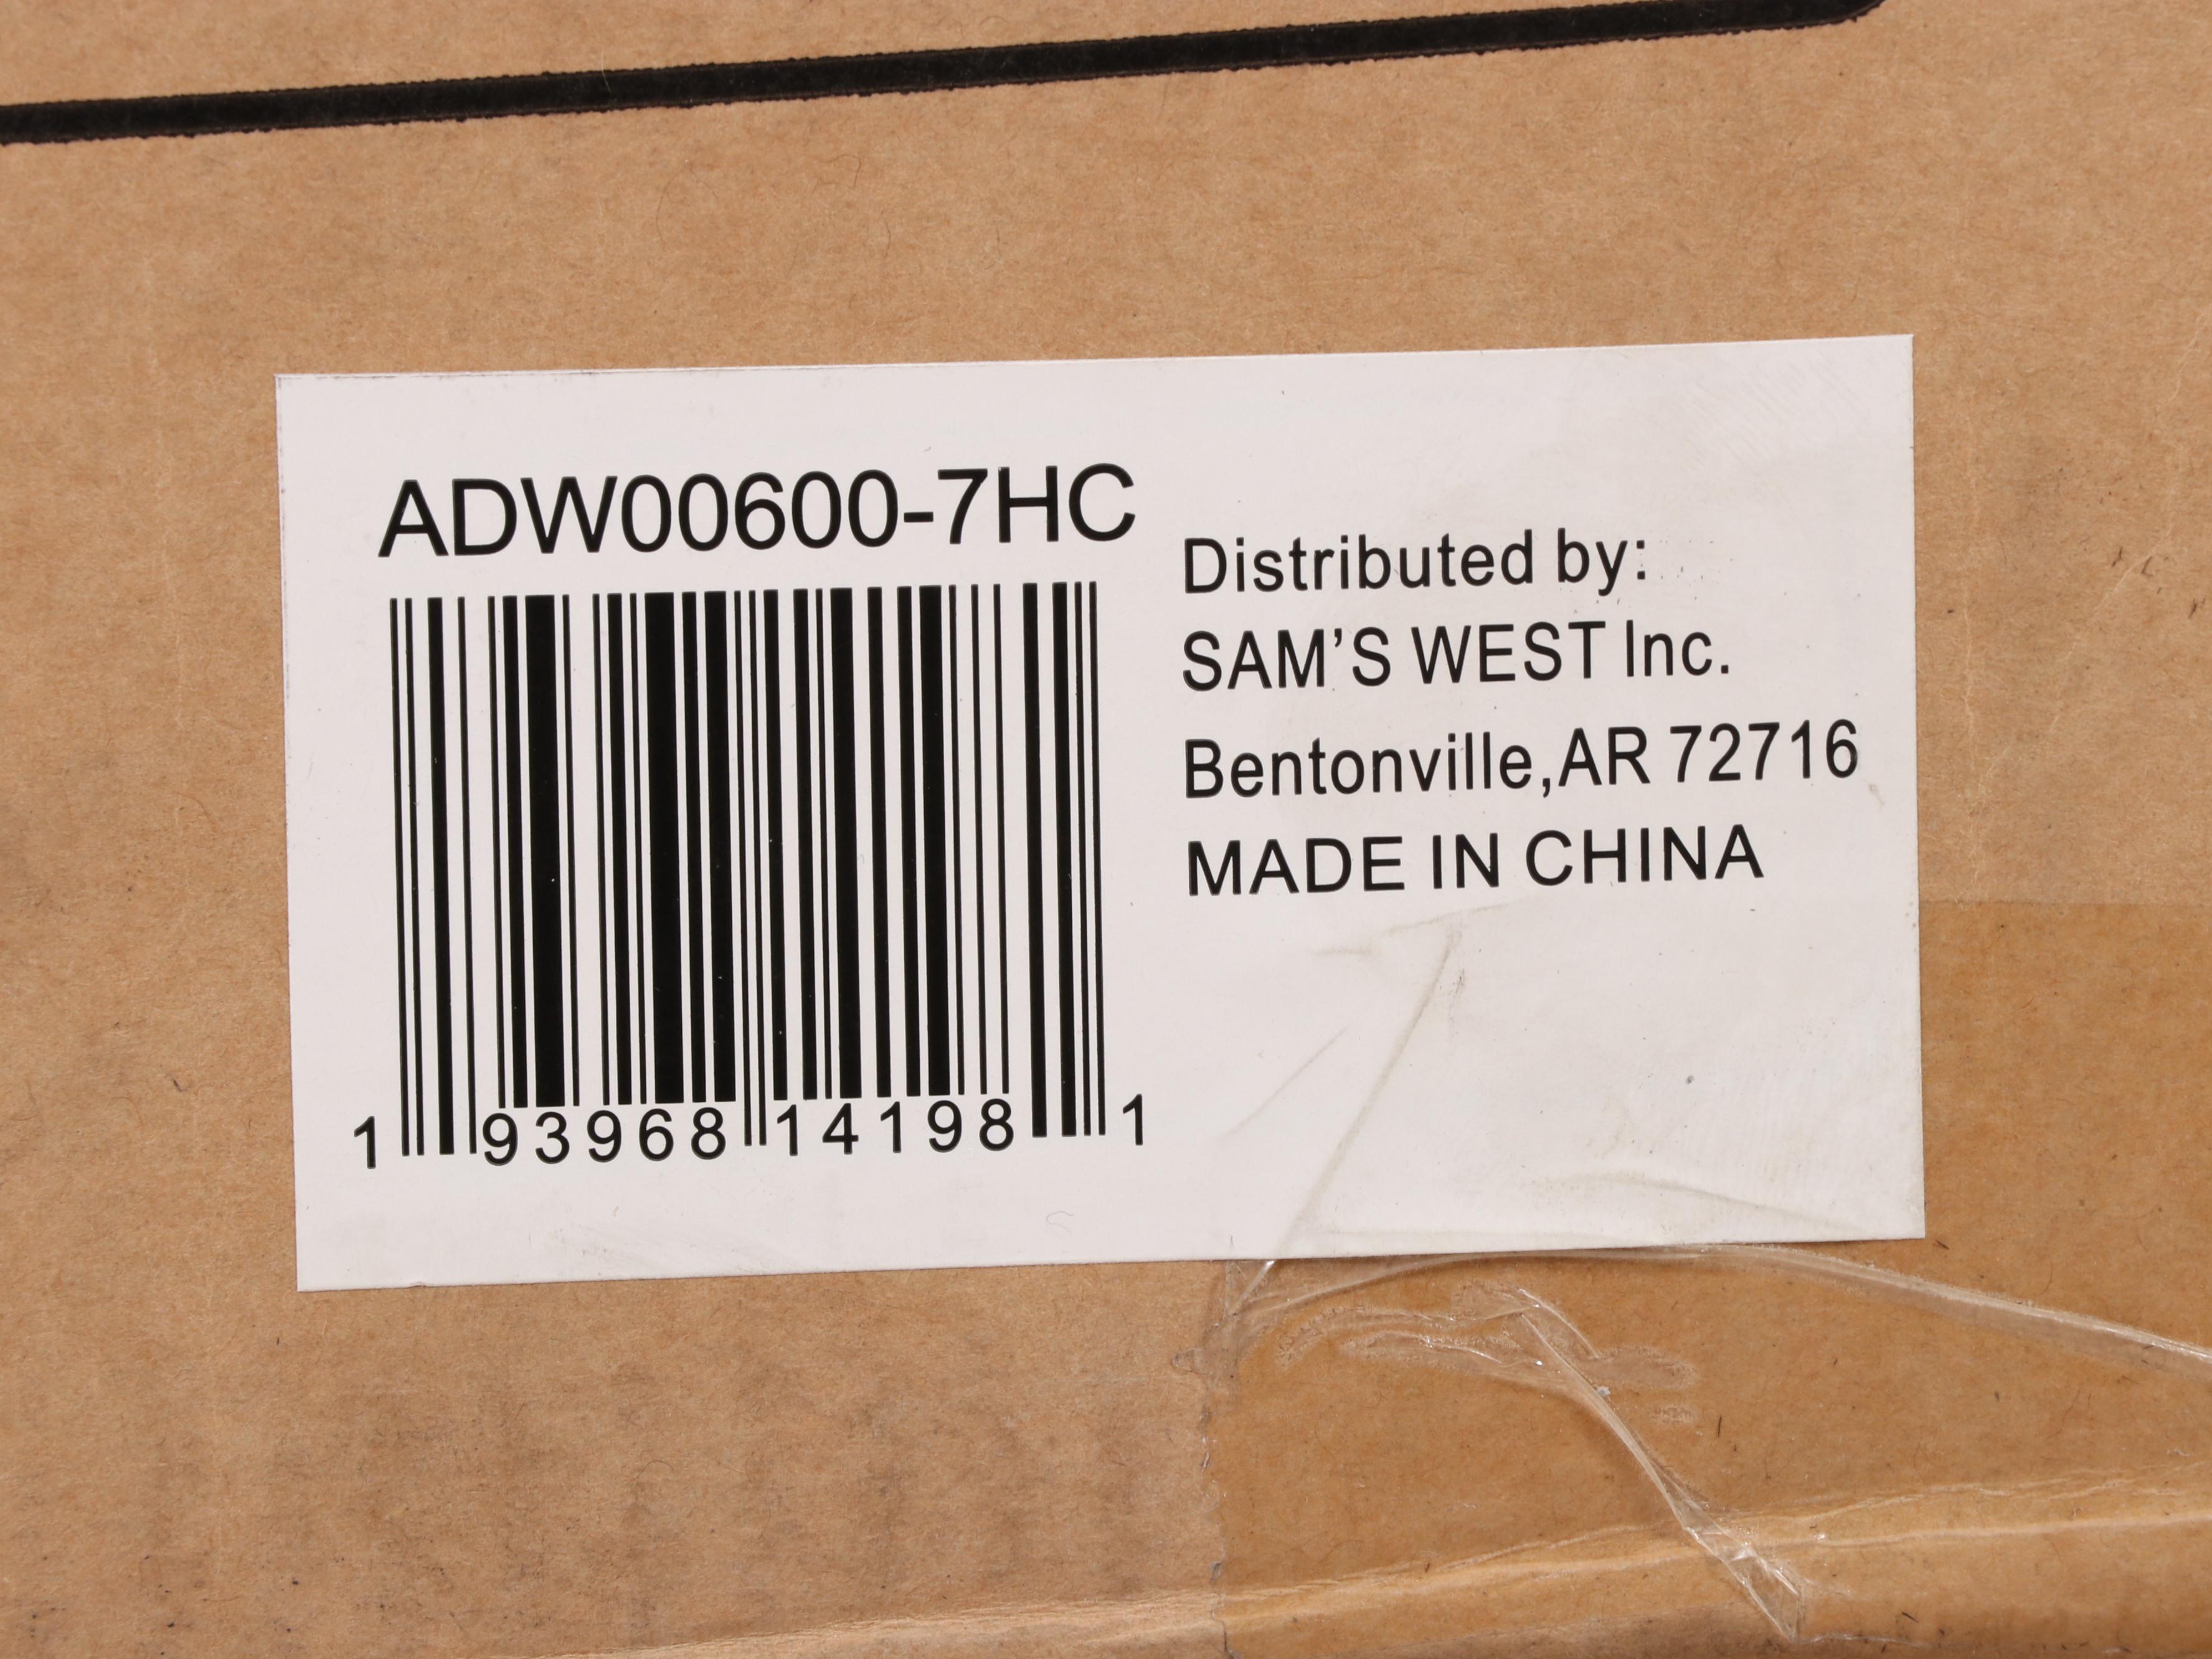 ADW00600-7HC
1 93968 14198 1
Distributed by:
SAM'S WEST Inc.
Bentonville,AR 72716
MADE IN CHINA